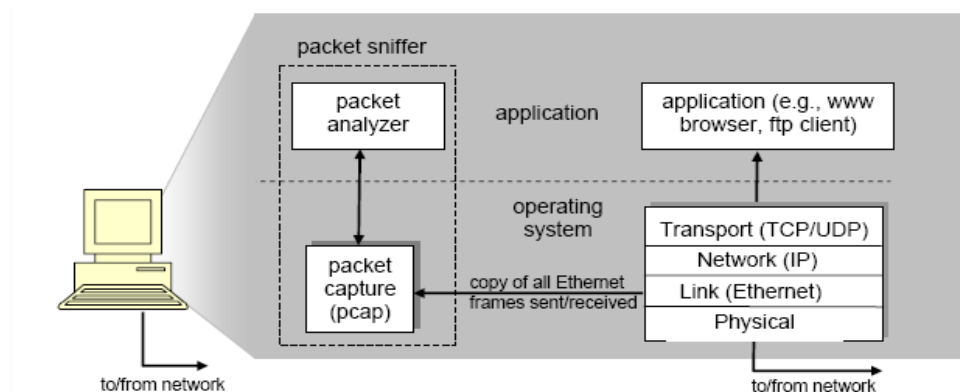 packet sniffer
packet
analyzer
application
application (e.g., www
browser, ftp client)
operating
system
packet
capture
(pcap)
copy of all Ethernet
frames sent/received
Transport (TCP/UDP)
Network (IP)
Link (Ethernet)
Physical
to/from network
to/from network